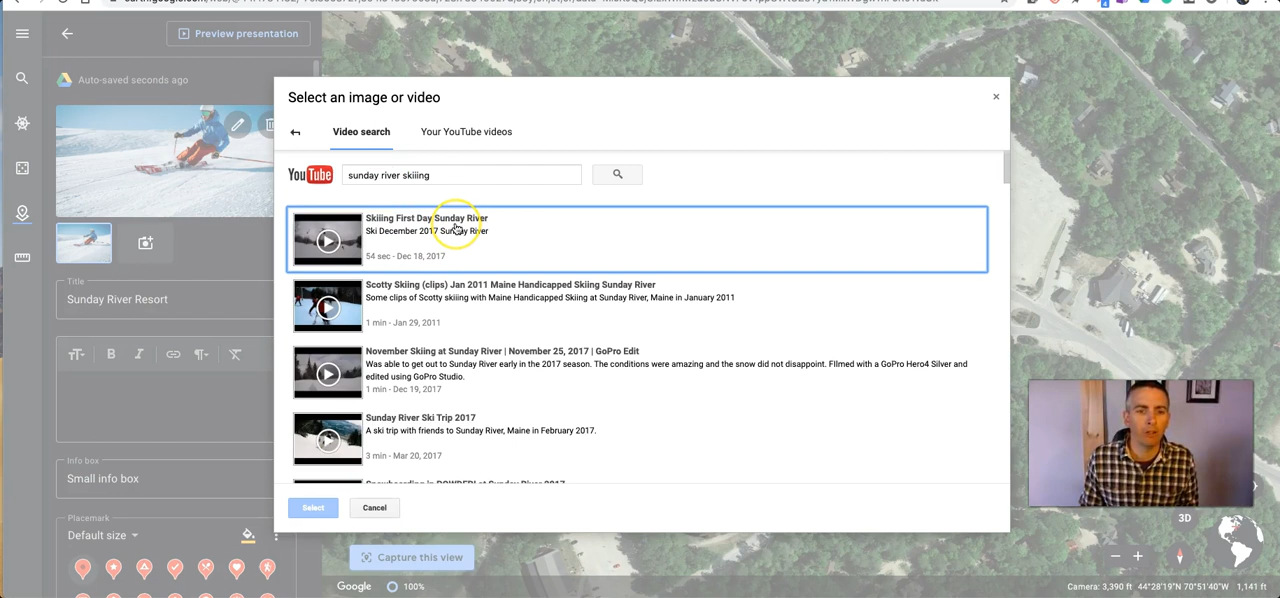 Preview presentation
Auto-saved seconds ago
Title
Sunday River Resort
B
I
Info box
Small info box
Placemark
Default size
Select an image or video
×
Video search
Your YouTube videos
YouTube
sunday river skiiing
Skiiing First Day Sunday River
Ski December 2017 Sunday River
54 sec - Dec 18, 2017
Scotty Skiing (clips) Jan 2011 Maine Handicapped Skiing Sunday River
Some clips of Scotty skiiing with Maine Handicapped Skiing at Sunday River, Maine in January 2011
1 min - Jan 29, 2011
November Skiing at Sunday River | November 25, 2017 | GoPro Edit
Was able to get out to Sunday River early in the 2017 season. The conditions were amazing and the snow did not disappoint. FIlmed with a GoPro Hero4 Silver and
edited using GoPro Studio.
1 min - Dec 19, 2017
Sunday River Ski Trip 2017
A ski trip with friends to Sunday River, Maine in February 2017.
3 min - Mar 20, 2017
Select
Cancel
Capture this view
3D
Google
100%
Camera: 3,390 ft 44°28'19"N 70°51'40"W 1,141 ft